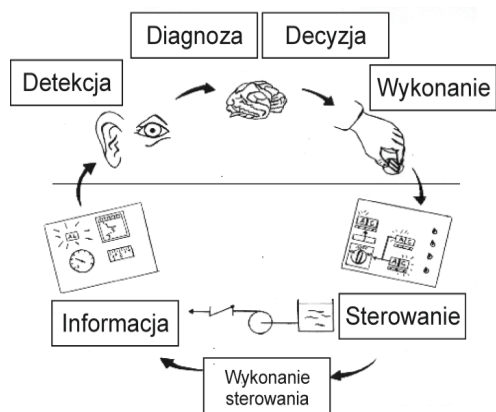 Diagnoza
Decyzja
Detekcja
Wykonanie
Informacja
Sterowanie
Wykonanie
sterowania